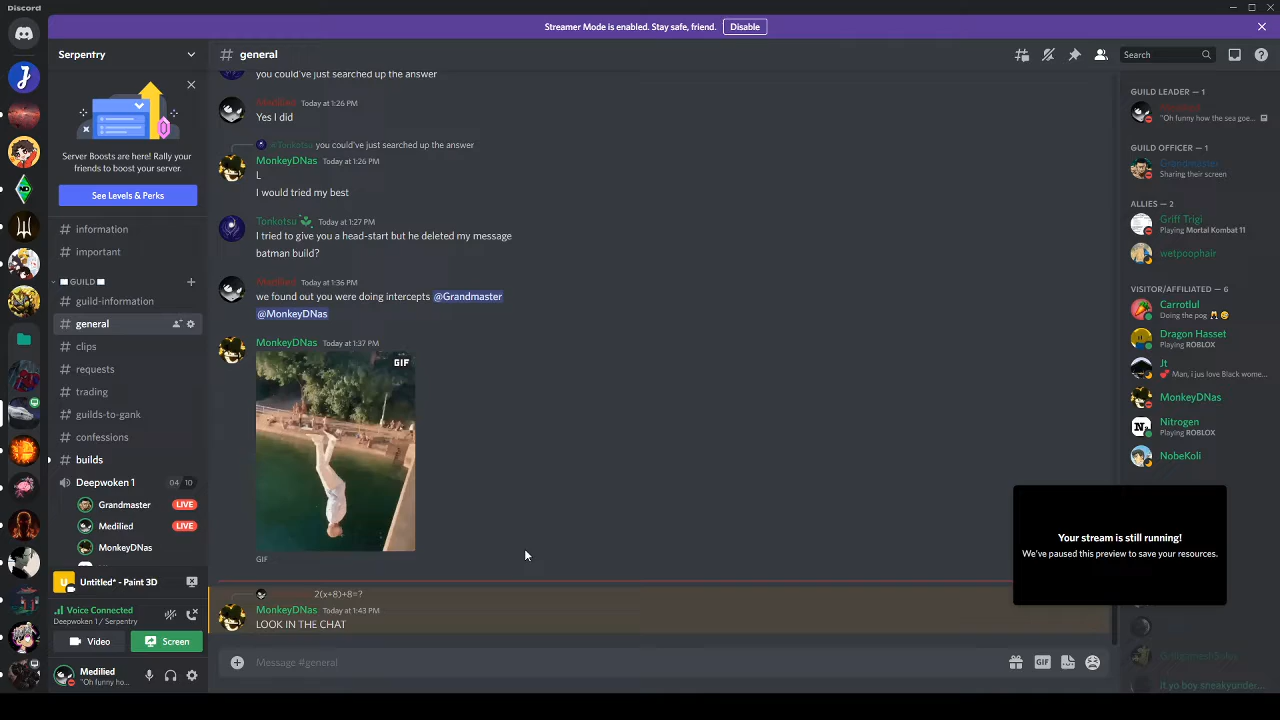 Discord
Streamer Mode is enabled. Stay safe, friend.
Disable
Serpentry
general
Search
Server Boosts are here! Rally your
friends to boost your server.
See Levels & Perks
information
important
GUILD
guild-information
general
clips
requests
trading
guilds-to-gank
confessions
builds
Deepwoken 1
04 10
Grandmaster LIVE
Medilied LIVE
MonkeyDNas
Untitled* - Paint 3D
Voice Connected
Deepwoken 1 / Serpentry
Video
Screen
Medilied
"Oh funny ho...
you could've just searched up the answer
Medilied Today at 1:26 PM
Yes I did
@Tonkotsu you could've just searched up the answer
MonkeyDNas Today at 1:26 PM
L
I would tried my best
Tonkotsu Today at 1:27 PM
I tried to give you a head-start but he deleted my message
batman build?
Medilied Today at 1:36 PM
we found out you were doing intercepts @Grandmaster
@MonkeyDNas
MonkeyDNas Today at 1:37 PM
GIF
GIF
2(x+8)+8=?
MonkeyDNas Today at 1:43 PM
LOOK IN THE CHAT
Message #general
GIF
GUILD LEADER — 1
"Oh funny how the sea goe...
GUILD OFFICER — 1
Grandmaster
Sharing their screen
ALLIES — 2
Griff Trigi
Playing Mortal Kombat 11
wetpoophair
VISITOR/AFFILIATED — 6
Carrotlul
Doing the pog
Dragon Hasset
Playing ROBLOX
Jt
Man, i jus love Black wome...
MonkeyDNas
Nitrogen
Playing ROBLOX
NobeKoli
Your stream is still running!
We've paused this preview to save your resources.
If yo boy sneakyunder...